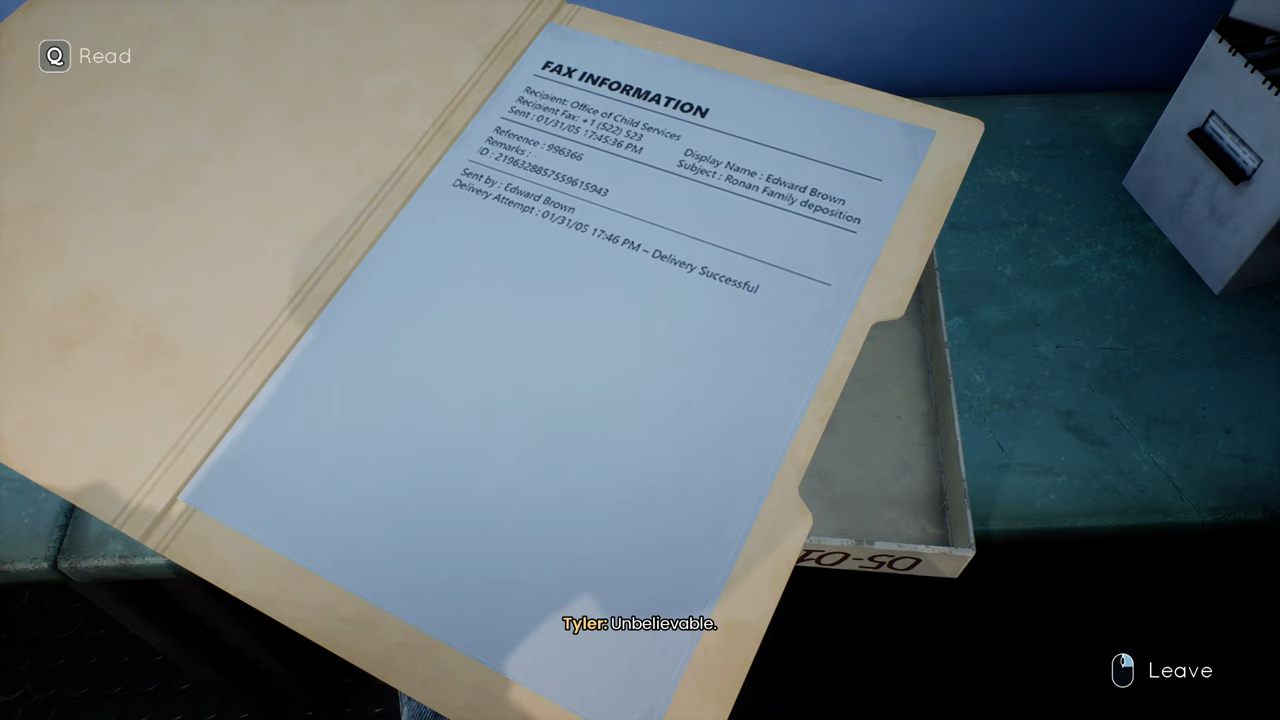 Q Read
FAX INFORMATION
Recipient: Office of Child Services
Recipient Fax: +1 (522) 523
Sent : 01/31/05 17:45:36 PM
Display Name : Edward Brown
Subject : Ronan Family deposition
Reference : 996366
Remarks :
ID : 2196328857559615943
Sent by : Edward Brown
Delivery Attempt : 01/31/05 17:46 PM – Delivery Successful
05-01
Tyler: Unbelievable.
Leave